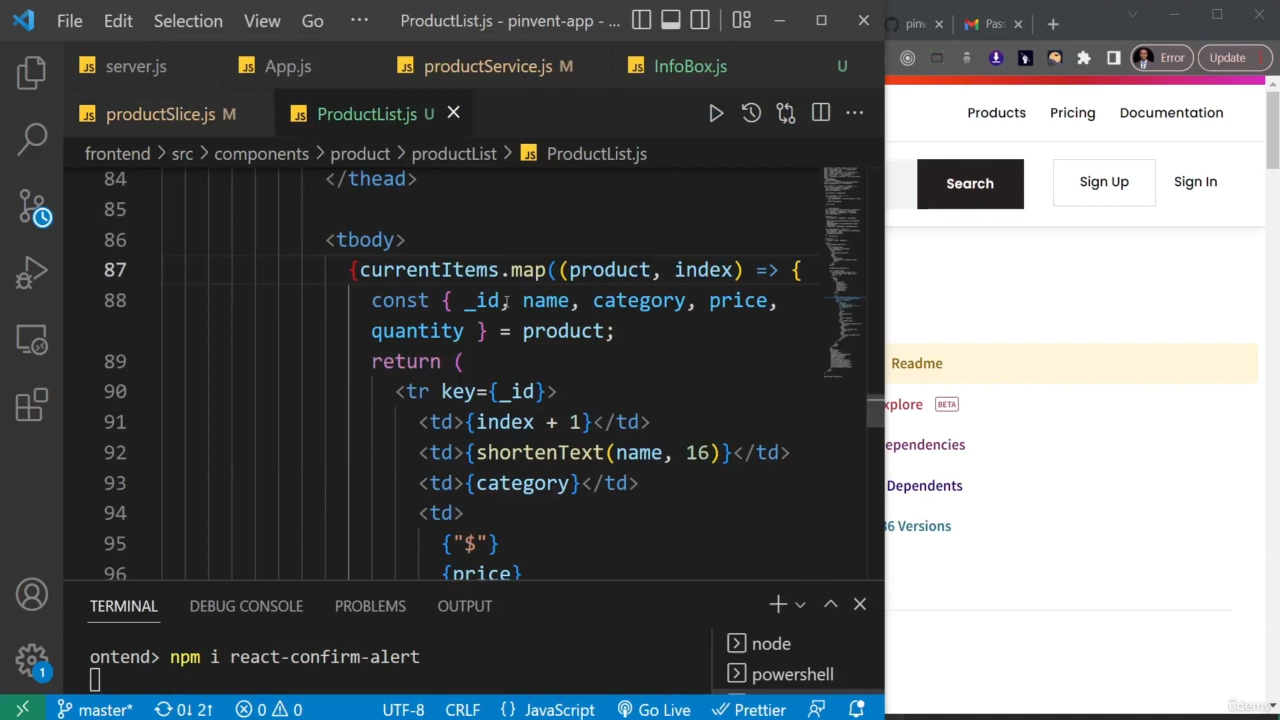 File Edit Selection View Go ··· ProductList.js - pinvent-app - ...
pinv Pass
server.js App.js productService.js M InfoBox.js U
Error Update
productSlice.js M ProductList.js U
Products Pricing Documentation
frontend > src > components > product > productList > ProductList.js
84 </thead>
85
86 <tbody>
87 {currentItems.map((product, index) => {
88 const { _id, name, category, price,
quantity } = product;
89 return (
90 <tr key={_id}>
91 <td>{index + 1}</td>
92 <td>{shortenText(name, 16)}</td>
93 <td>{category}</td>
94 <td>
95 {"$"}
96 {price}
Search Sign Up Sign In
Readme
xplore BETA
ependencies
Dependents
36 Versions
TERMINAL DEBUG CONSOLE PROBLEMS OUTPUT
ontend> npm i react-confirm-alert
node
powershell
1
master* 0↓ 2↑ 0 0 UTF-8 CRLF {} JavaScript Go Live Prettier
ûdemy